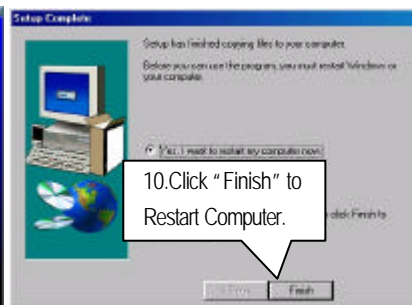 Setup Complete
Setup has finished copying files to your computer.
Before you can use the program, you must restart Windows or
your computer.
Yes, I want to restart my computer now.
10.Click “Finish” to
Restart Computer.
click Finish to
Finish